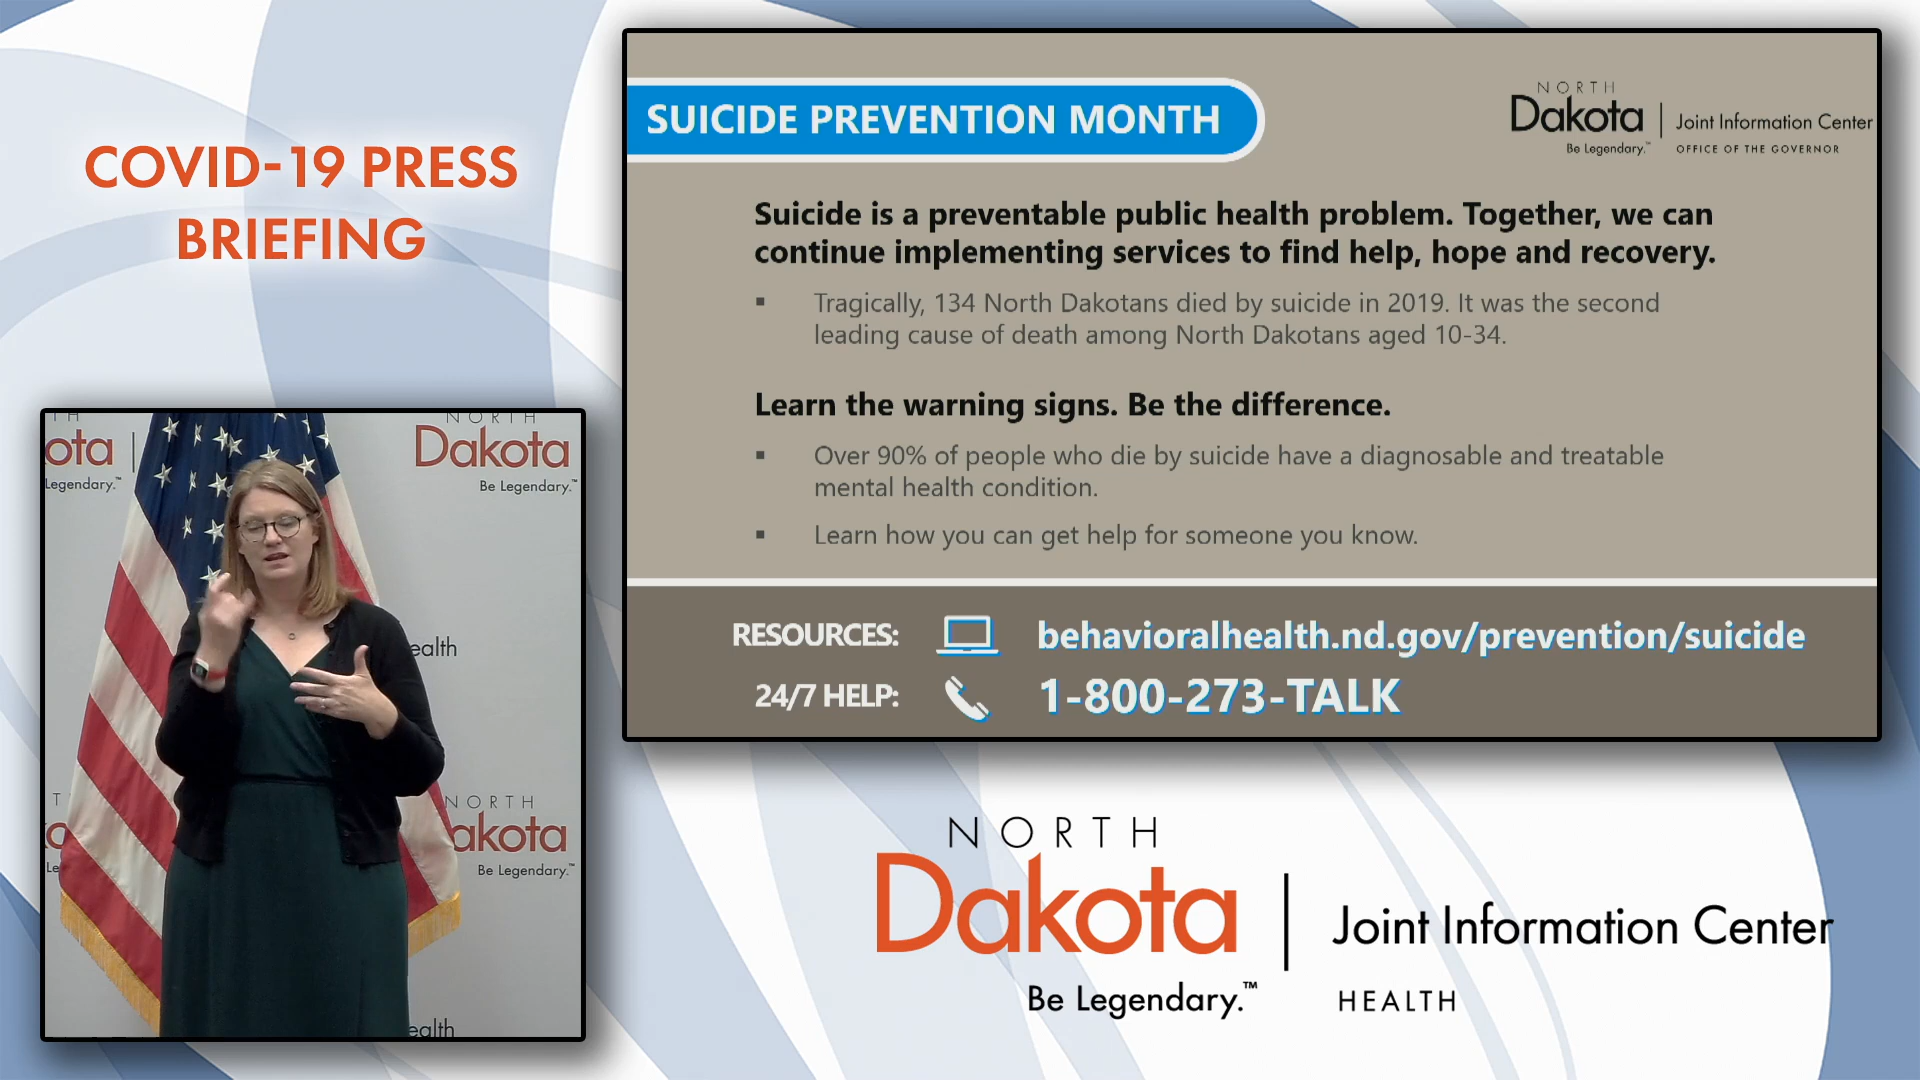 COVID-19 PRESS
BRIEFING
SUICIDE PREVENTION MONTH
NORTH
Dakota
Be Legendary.™
Joint Information Center
OFFICE OF THE GOVERNOR
Suicide is a preventable public health problem. Together, we can
continue implementing services to find help, hope and recovery.
▪ Tragically, 134 North Dakotans died by suicide in 2019. It was the second
leading cause of death among North Dakotans aged 10-34.
Learn the warning signs. Be the difference.
▪ Over 90% of people who die by suicide have a diagnosable and treatable
mental health condition.
▪ Learn how you can get help for someone you know.
RESOURCES: behavioralhealth.nd.gov/prevention/suicide
24/7 HELP: 1-800-273-TALK
TH
ota
Legendary.™
NORTH
Dakota
Be Legendary.™
ealth
T
Le
NORTH
akota
Be Legendary.™
ealth
NORTH
Dakota
Be Legendary.™
Joint Information Center
HEALTH